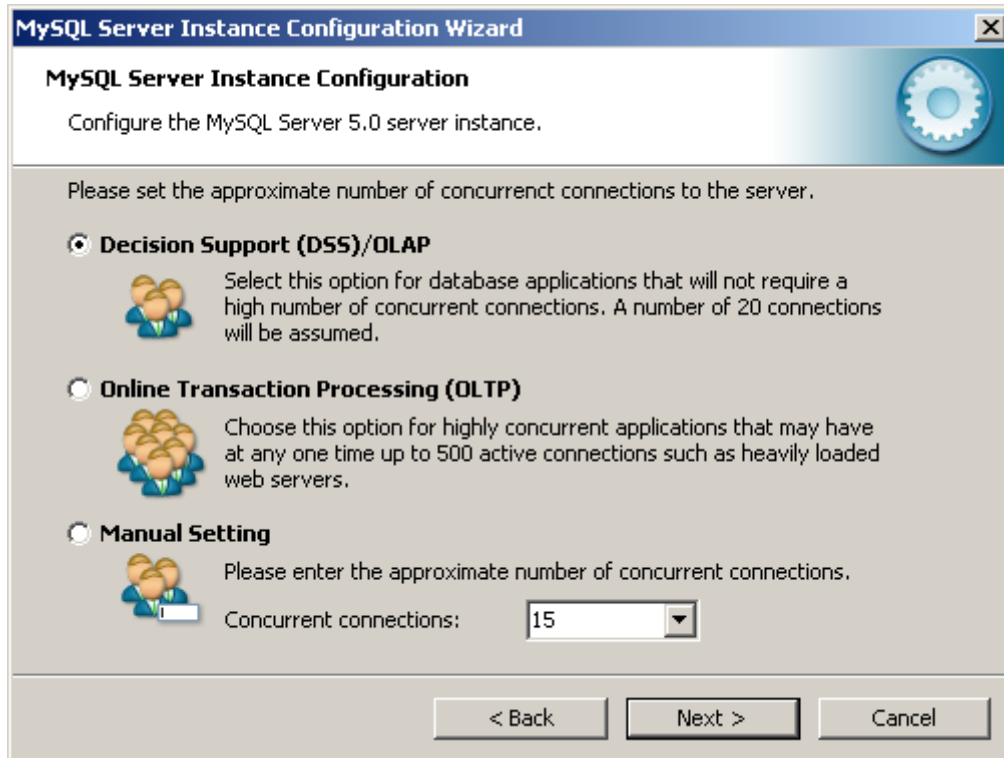 MySQL Server Instance Configuration Wizard
MySQL Server Instance Configuration
Configure the MySQL Server 5.0 server instance.
Please set the approximate number of concurrenct connections to the server.
Decision Support (DSS)/OLAP
Select this option for database applications that will not require a
high number of concurrent connections. A number of 20 connections
will be assumed.
Online Transaction Processing (OLTP)
Choose this option for highly concurrent applications that may have
at any one time up to 500 active connections such as heavily loaded
web servers.
Manual Setting
Please enter the approximate number of concurrent connections.
Concurrent connections: 15
< Back Next > Cancel